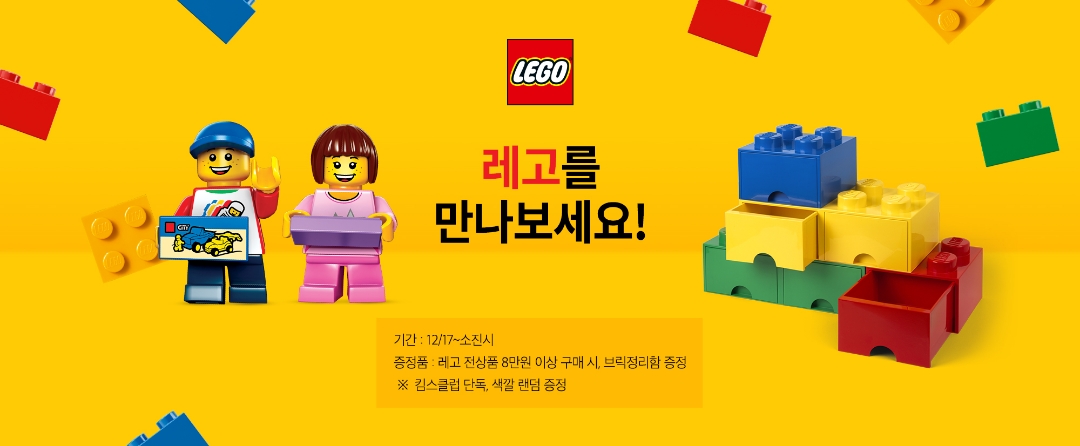 LEGO
레고를
만나보세요!
CITY
기간 : 12/17~소진시
증정품 : 레고 전상품 8만원 이상 구매 시, 브릭정리함 증정
※ 킴스클럽 단독, 색깔 랜덤 증정